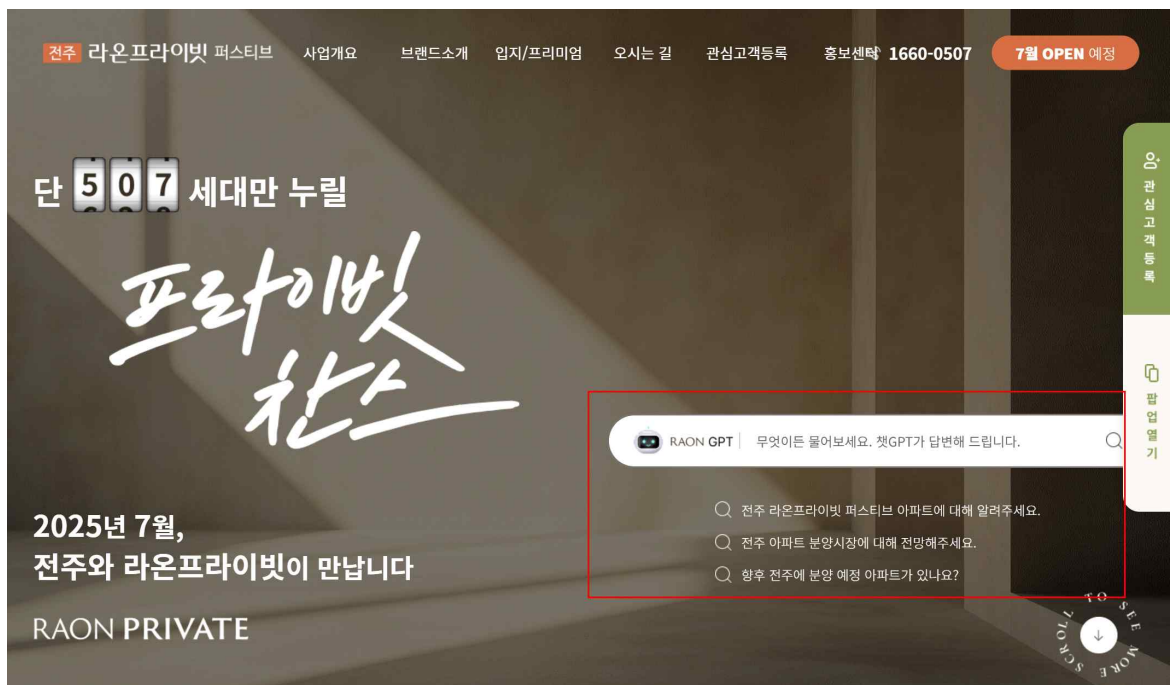 전주 라온프라이빗 퍼스티브 사업개요 브랜드소개 입지/프리미엄 오시는 길 관심고객등록 홍보센터 1660-0507 7월 OPEN 예정
단 507 세대만 누릴
프라이빗
찬스
2025년 7월,
전주와 라온프라이빗이 만납니다
RAON PRIVATE
RAON GPT 무엇이든 물어보세요. 챗GPT가 답변해 드립니다.
전주 라온프라이빗 퍼스티브 아파트에 대해 알려주세요.
전주 아파트 분양시장에 대해 전망해주세요.
향후 전주에 분양 예정 아파트가 있나요?
관심고객등록
팝업열기
SCROLL TO SEE MORE